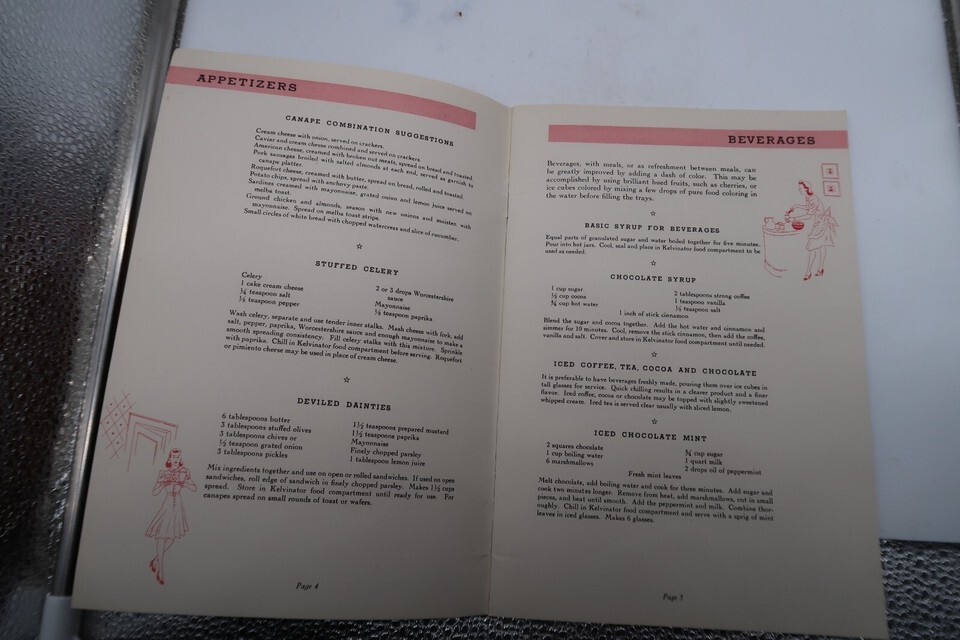 APPETIZERS
CANAPE COMBINATION SUGGESTIONS
Cream cheese with onion, served on crackers.
Caviar and cream cheese combined and served on crackers.
American cheese, creamed with broken nut meats, spread on bread and toasted.
Pork sausages broiled with salted almonds at each end, served as garnish to
canape platter.
Roquefort cheese, creamed with butter, spread on bread, rolled and toasted.
Potato chips, spread with anchovy paste.
Sardines creamed with mayonnaise, grated onion and lemon juice served on
melba toast.
Ground chicken and almonds, season with new onions and moisten with
mayonnaise. Spread on melba toast strips.
Small circles of white bread with chopped watercress and slice of cucumber.
STUFFED CELERY
Celery
1 cake cream cheese
¼ teaspoon salt
⅛ teaspoon pepper
2 or 3 drops Worcestershire
sauce
Mayonnaise
½ teaspoon paprika
Wash celery, separate and use tender inner stalks. Mash cheese with fork, add
salt, pepper, paprika, Worcestershire sauce and enough mayonnaise to make a
smooth spreading consistency. Fill celery stalks with this mixture. Sprinkle
with paprika. Chill in Kelvinator food compartment before serving. Roquefort
or pimiento cheese may be used in place of cream cheese.
DEVILED DAINTIES
6 tablespoons butter
3 tablespoons stuffed olives
3 tablespoons chives or
½ teaspoon grated onion
3 tablespoons pickles
1½ teaspoons prepared mustard
1½ teaspoons paprika
Mayonnaise
Finely chopped parsley
1 tablespoon lemon juice
Mix ingredients together and use on open or rolled sandwiches. If used on open
sandwiches, roll edge of sandwich in finely chopped parsley. Makes 1½ cups
spread. Store in Kelvinator food compartment until ready for use. For
canapes spread on small rounds of toast or wafers.
Page 4
BEVERAGES
Beverages, with meals, or as refreshment between meals, can
be greatly improved by adding a dash of color. This may be
accomplished by using brilliant hued fruits, such as cherries, or
ice cubes colored by mixing a few drops of pure food coloring in
the water before filling the trays.
BASIC SYRUP FOR BEVERAGES
Equal parts of granulated sugar and water boiled together for five minutes.
Pour into hot jars. Cool, seal and place in Kelvinator food compartment to be
used as needed.
CHOCOLATE SYRUP
1 cup sugar
½ cup cocoa
¾ cup hot water
2 tablespoons strong coffee
1 teaspoon vanilla
⅛ teaspoon salt
1 inch of stick cinnamon
Blend the sugar and cocoa together. Add the hot water and cinnamon and
simmer for 10 minutes. Cool, remove the stick cinnamon, then add the coffee,
vanilla and salt. Cover and store in Kelvinator food compartment until needed.
ICED COFFEE, TEA, COCOA AND CHOCOLATE
It is preferable to have beverages freshly made, pouring them over ice cubes in
tall glasses for service. Quick chilling results in a clearer product and a finer
flavor. Iced coffee, cocoa or chocolate may be topped with slightly sweetened
whipped cream. Iced tea is served clear usually with sliced lemon.
ICED CHOCOLATE MINT
2 squares chocolate
1 cup boiling water
6 marshmallows
¾ cup sugar
1 quart milk
2 drops oil of peppermint
Fresh mint leaves
Melt chocolate, add boiling water and cook for three minutes. Add sugar and
cook two minutes longer. Remove from heat, add marshmallows, cut in small
pieces, and beat until smooth. Add the peppermint and milk. Combine thor-
oughly. Chill in Kelvinator food compartment and serve with a sprig of mint
leaves in iced glasses. Makes 6 glasses.
Page 5